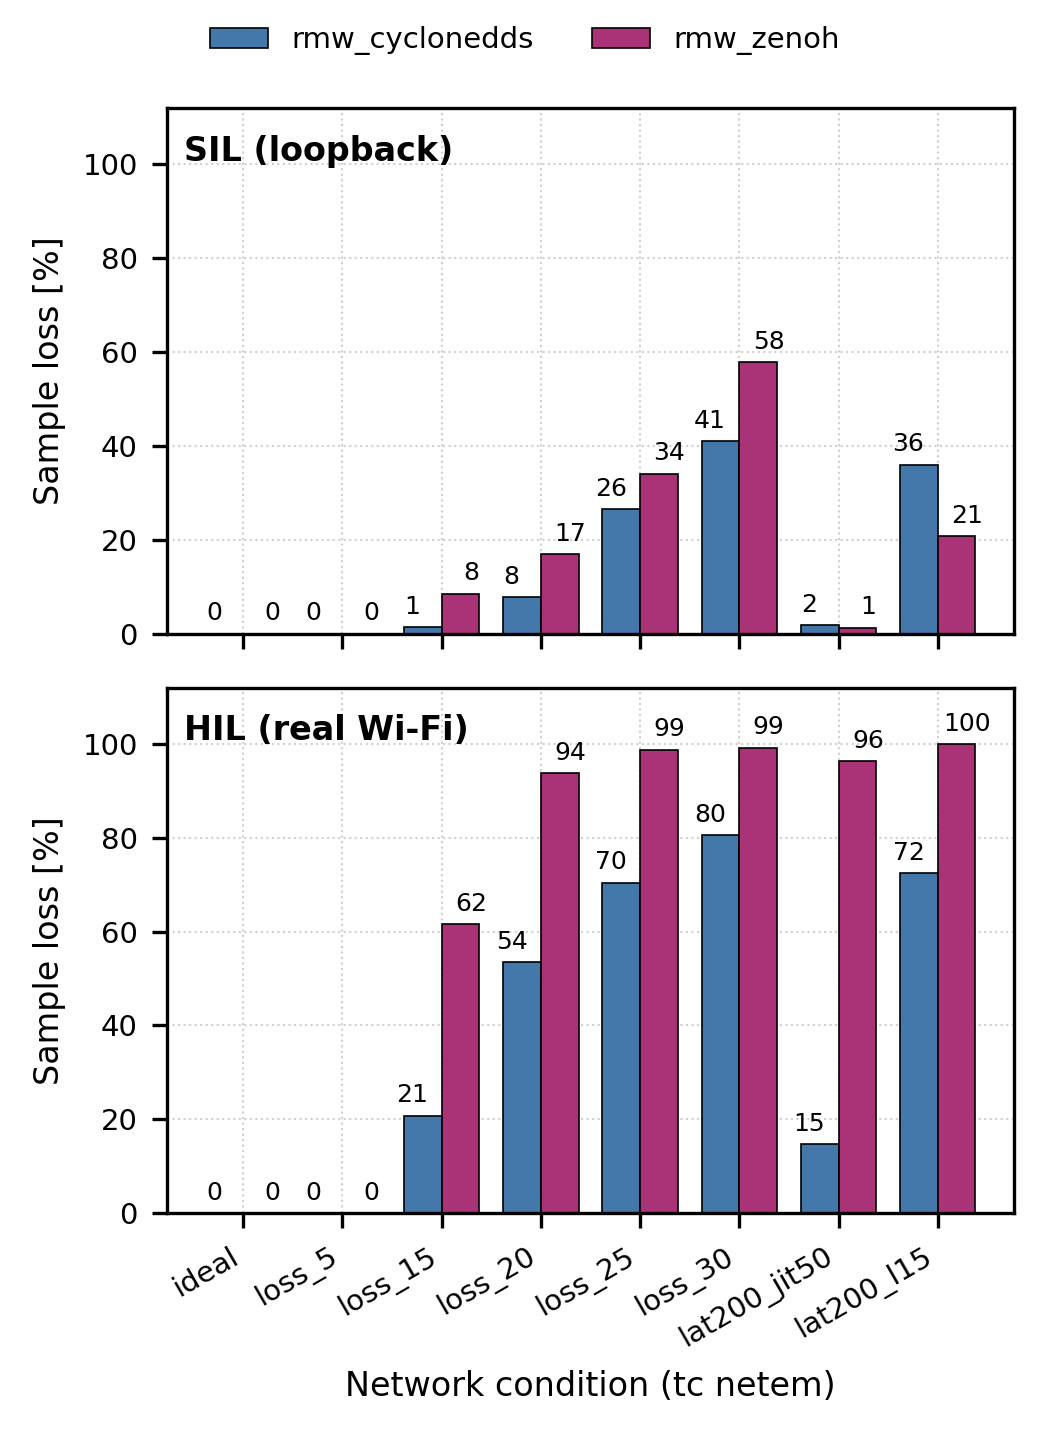 rmw_cyclonedds rmw_zenoh
SIL (loopback)
Sample loss [%]
100
80
60
40
20
0
0 0 0 0 1 8 8 17 26 34 41 58 2 1 36 21
HIL (real Wi-Fi)
Sample loss [%]
100
80
60
40
20
0
0 0 0 0 21 62 54 94 70 99 80 99 15 96 72 100
ideal loss_5 loss_15 loss_20 loss_25 loss_30 lat200_jit50 lat200_l15
Network condition (tc netem)